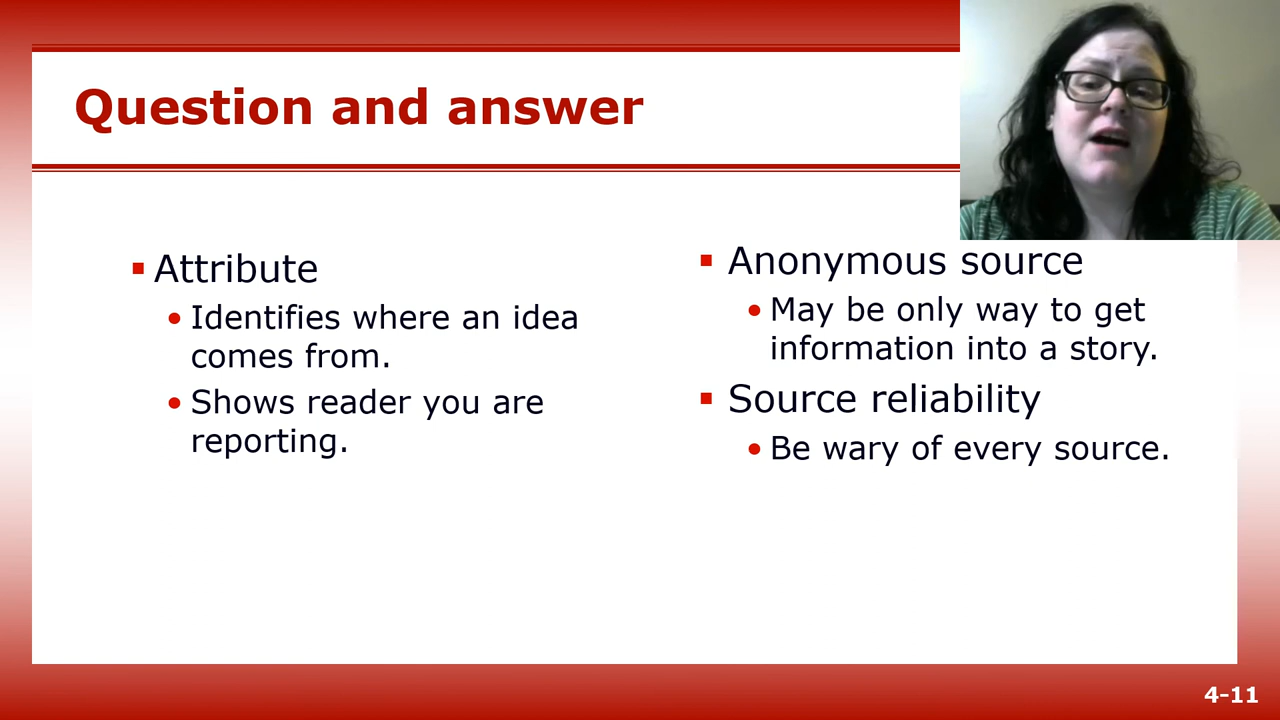 Question and answer
Attribute
Identifies where an idea
comes from.
Shows reader you are
reporting.
Anonymous source
May be only way to get
information into a story.
Source reliability
Be wary of every source.
4-11